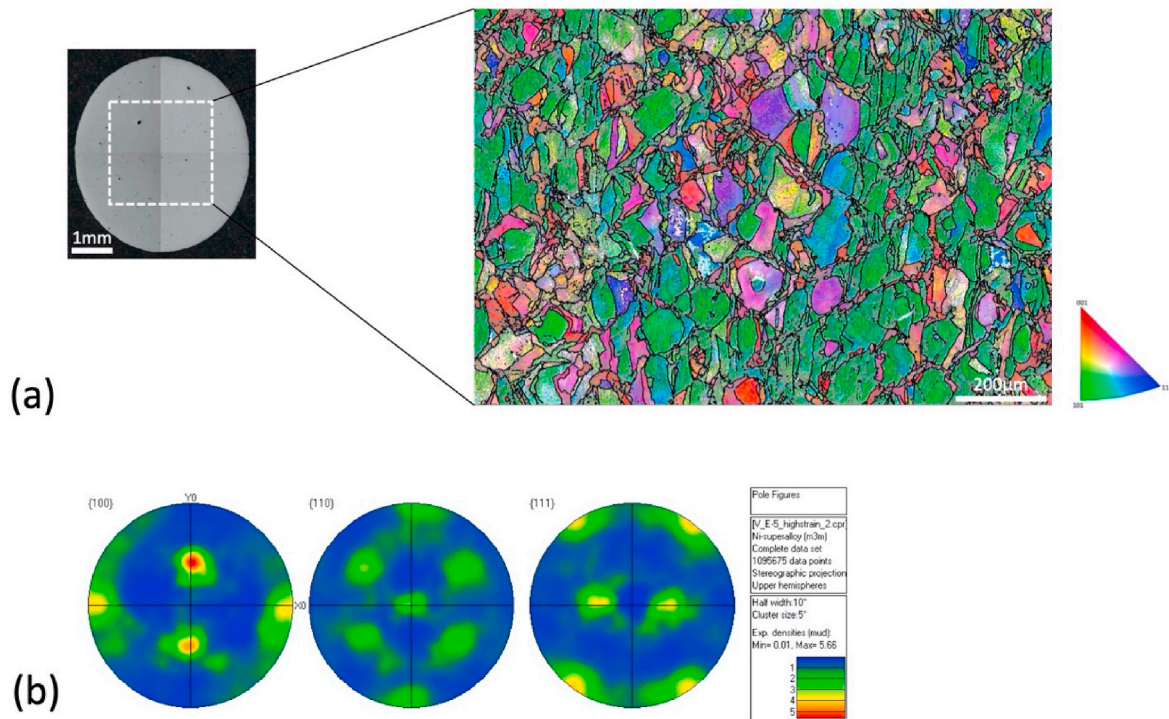 1mm
200μm
001
101
11
(a)
{100}
Y0
X0
{110}
{111}
Pole Figures
[V_E-5_highstrain_2.cpr
Ni-superalloy (m3m)
Complete data set
1095675 data points
Stereographic projection
Upper hemispheres
Half width:10°
Cluster size:5°
Exp. densities (mud):
Min= 0.01, Max= 5.66
1
2
3
4
5
(b)